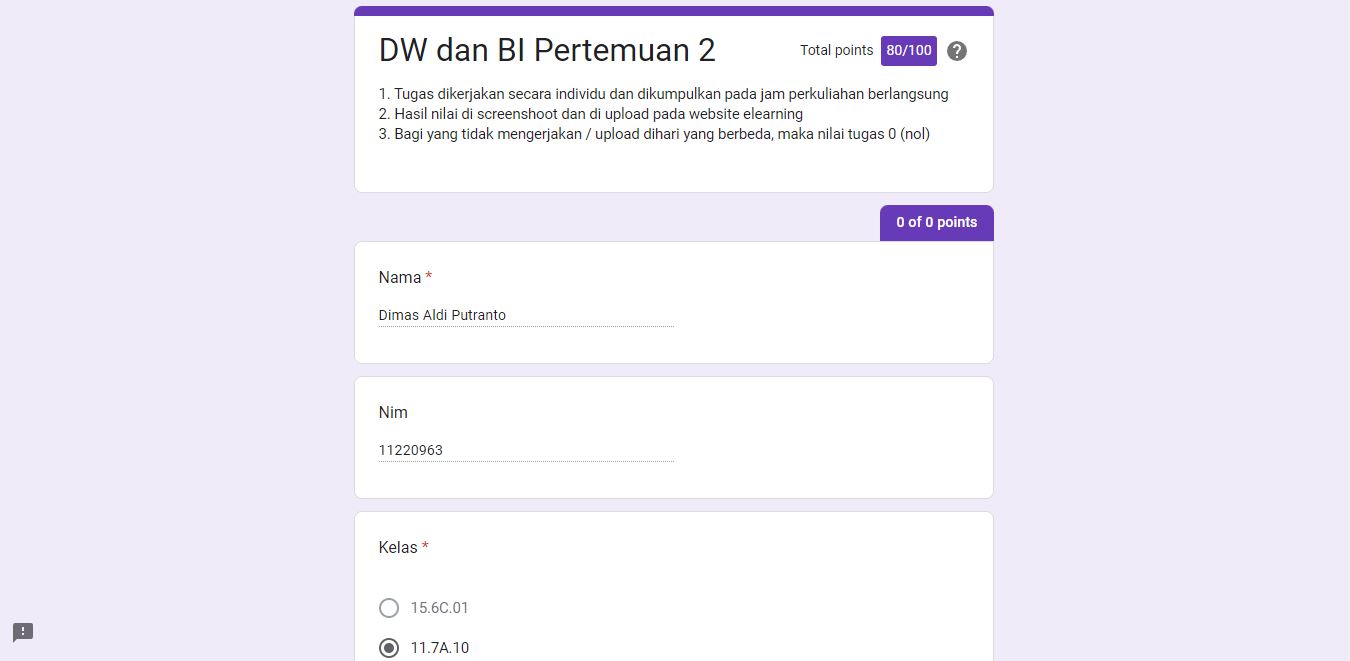 DW dan BI Pertemuan 2
Total points 80/100
1. Tugas dikerjakan secara individu dan dikumpulkan pada jam perkuliahan berlangsung
2. Hasil nilai di screenshoot dan di upload pada website elearning
3. Bagi yang tidak mengerjakan / upload dihari yang berbeda, maka nilai tugas 0 (nol)
0 of 0 points
Nama *
Dimas Aldi Putranto
Nim
11220963
Kelas *
15.6C.01
11.7A.10